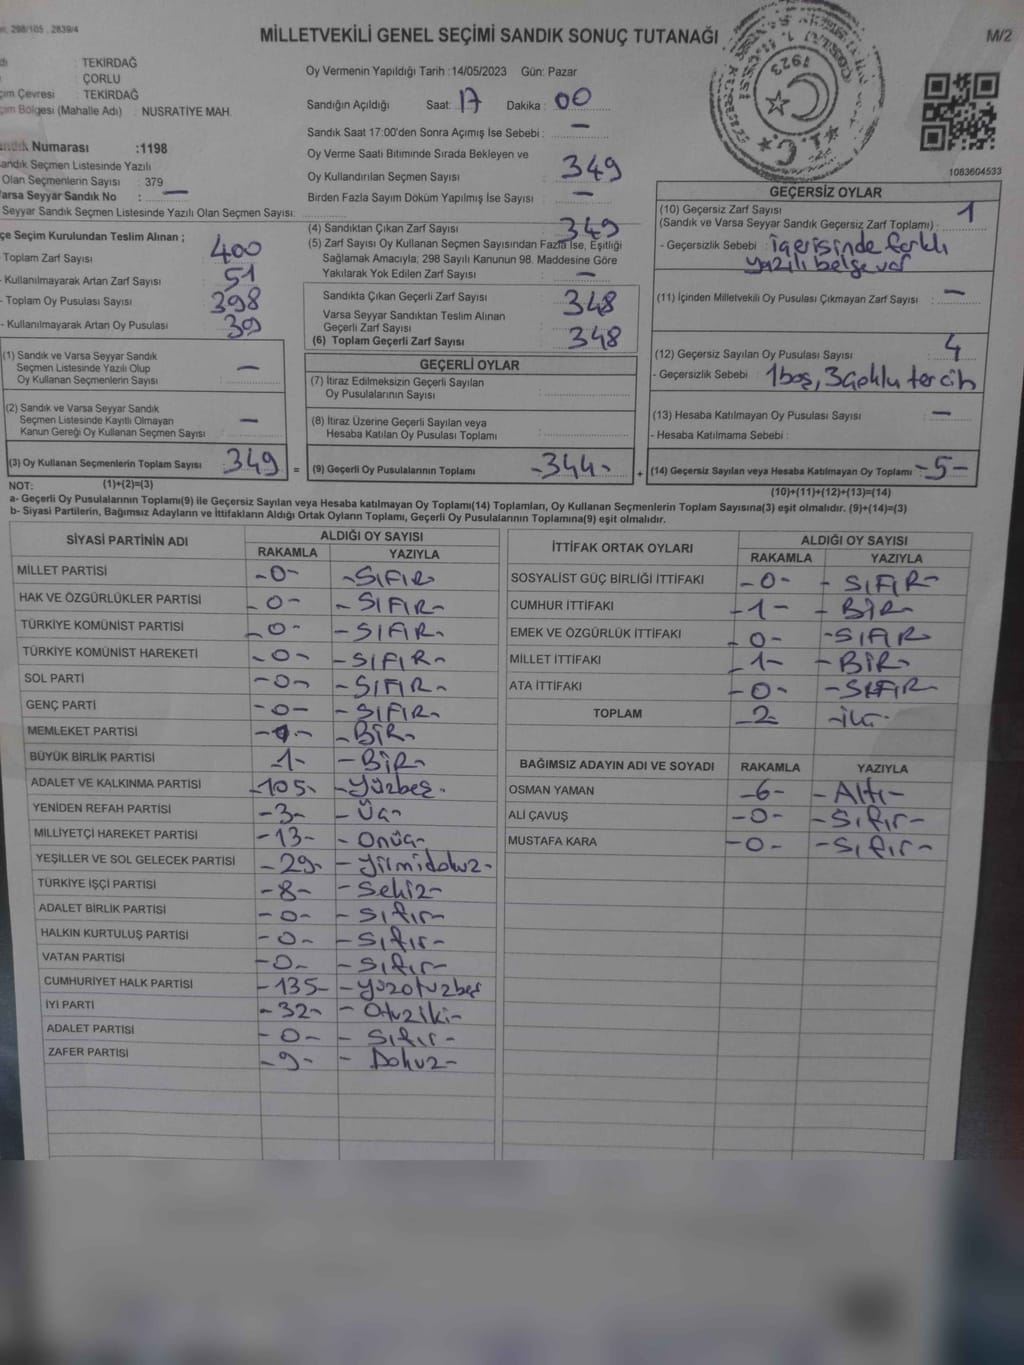 298/105 . 2839/4
MİLLETVEKİLİ GENEL SEÇİMİ SANDIK SONUÇ TUTANAĞI
M/2
: TEKİRDAĞ
: ÇORLU
Çevresi : TEKİRDAĞ
Bölgesi (Mahalle Adı) : NUSRATİYE MAH.
Numarası :1198
Sandık Seçmen Listesinde Yazılı
Olan Seçmenlerin Sayısı : 379
Varsa Seyyar Sandık No : —
Seyyar Sandık Seçmen Listesinde Yazılı Olan Seçmen Sayısı:
İlçe Seçim Kurulundan Teslim Alınan ;
Toplam Zarf Sayısı 400
- Kullanılmayarak Artan Zarf Sayısı 51
- Toplam Oy Pusulası Sayısı 398
- Kullanılmayarak Artan Oy Pusulası 39
(1) Sandık ve Varsa Seyyar Sandık
Seçmen Listesinde Yazılı Olup
Oy Kullanan Seçmenlerin Sayısı : —
(2) Sandık ve Varsa Seyyar Sandık
Seçmen Listesinde Kayıtlı Olmayan
Kanun Gereği Oy Kullanan Seçmen Sayısı : —
(3) Oy Kullanan Seçmenlerin Toplam Sayısı 349 =
Oy Vermenin Yapıldığı Tarih :14/05/2023 Gün: Pazar
Sandığın Açıldığı Saat: 17 Dakika : 00
Sandık Saat 17:00'den Sonra Açımış İse Sebebi : —
Oy Verme Saati Bitiminde Sırada Bekleyen ve
Oy Kullandırılan Seçmen Sayısı : 349
Birden Fazla Sayım Döküm Yapılmış İse Sayısı : —
(4) Sandıktan Çıkan Zarf Sayısı : 349
(5) Zarf Sayısı Oy Kullanan Seçmen Sayısından Fazla İse, Eşitliği
Sağlamak Amacıyla; 298 Sayılı Kanunun 98. Maddesine Göre
Yakılarak Yok Edilen Zarf Sayısı : —
Sandıkta Çıkan Geçerli Zarf Sayısı : 348
Varsa Seyyar Sandıktan Teslim Alınan
Geçerli Zarf Sayısı :
(6) Toplam Geçerli Zarf Sayısı : 348
GEÇERLİ OYLAR
(7) İtiraz Edilmeksizin Geçerli Sayılan
Oy Pusulalarının Sayısı :
(8) İtiraz Üzerine Geçerli Sayılan veya
Hesaba Katılan Oy Pusulası Toplamı :
(9) Geçerli Oy Pusulalarının Toplamı -344- +
T.C.
1923
1083604533
GEÇERSİZ OYLAR
(10) Geçersiz Zarf Sayısı 1
(Sandık ve Varsa Seyyar Sandık Geçersiz Zarf Toplamı) :
- Geçersizlik Sebebi : içerisinde farklı
yazılı belge var
(11) İçinden Milletvekili Oy Pusulası Çıkmayan Zarf Sayısı : —
(12) Geçersiz Sayılan Oy Pusulası Sayısı : 4
- Geçersizlik Sebebi : 1 boş, 3 çoklu tercih
(13) Hesaba Katılmayan Oy Pusulası Sayısı : —
- Hesaba Katılmama Sebebi :
(14) Geçersiz Sayılan veya Hesaba Katılmayan Oy Toplamı -5-
NOT: (1)+(2)=(3)
(10)+(11)+(12)+(13)=(14)
a- Geçerli Oy Pusulalarının Toplamı(9) ile Geçersiz Sayılan veya Hesaba katılmayan Oy Toplamı(14) Toplamları, Oy Kullanan Seçmenlerin Toplam Sayısına(3) eşit olmalıdır. (9)+(14)=(3)
b- Siyasi Partilerin, Bağımsız Adayların ve İttifakların Aldığı Ortak Oyların Toplamı, Geçerli Oy Pusulalarının Toplamına(9) eşit olmalıdır.
SİYASİ PARTİNİN ADI ALDIĞI OY SAYISI
RAKAMLA YAZIYLA
MİLLET PARTİSİ -0- -SIFIR
HAK VE ÖZGÜRLÜKLER PARTİSİ -0- -SIFIR-
TÜRKİYE KOMÜNİST PARTİSİ -0- -SIFIR-
TÜRKİYE KOMÜNİST HAREKETİ -0- -SIFIR-
SOL PARTİ -0- -SIFIR-
GENÇ PARTİ -0- -SIFIR-
MEMLEKET PARTİSİ -1- -BİR-
BÜYÜK BİRLİK PARTİSİ 1- -BİR-
ADALET VE KALKINMA PARTİSİ -105- -Yüzbeş-
YENİDEN REFAH PARTİSİ -3- - Üç-
MİLLİYETÇİ HAREKET PARTİSİ -13- - Onüç-
YEŞİLLER VE SOL GELECEK PARTİSİ -29- -Yirmidokuz-
TÜRKİYE İŞÇİ PARTİSİ -8- -Sekiz-
ADALET BİRLİK PARTİSİ -0- -Sıfır-
HALKIN KURTULUŞ PARTİSİ -0- -Sıfır-
VATAN PARTİSİ -0- -Sıfır-
CUMHURİYET HALK PARTİSİ -135- -Yüzotuzbeş
İYİ PARTİ -32- - Otuziki-
ADALET PARTİSİ -0- - Sıfır-
ZAFER PARTİSİ -9- - Dokuz-
İTTİFAK ORTAK OYLARI ALDIĞI OY SAYISI
RAKAMLA YAZIYLA
SOSYALİST GÜÇ BİRLİĞİ İTTİFAKI -0- - SIFIR-
CUMHUR İTTİFAKI -1- - BİR-
EMEK VE ÖZGÜRLÜK İTTİFAKI -0- -SIFIR
MİLLET İTTİFAKI -1- -BİR-
ATA İTTİFAKI -0- -SIFIR-
TOPLAM -2 -iki-
BAĞIMSIZ ADAYIN ADI VE SOYADI RAKAMLA YAZIYLA
OSMAN YAMAN -6- - Altı-
ALİ ÇAVUŞ -0- -Sıfır-
MUSTAFA KARA -0- -Sıfır-